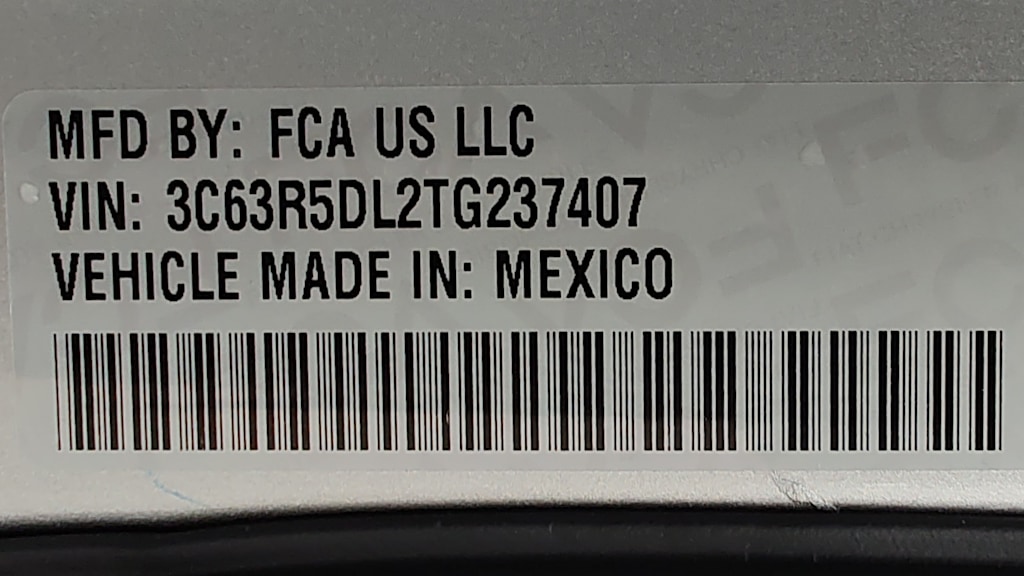 MFD BY: FCA US LLC
VIN: 3C63R5DL2TG237407
VEHICLE MADE IN: MEXICO